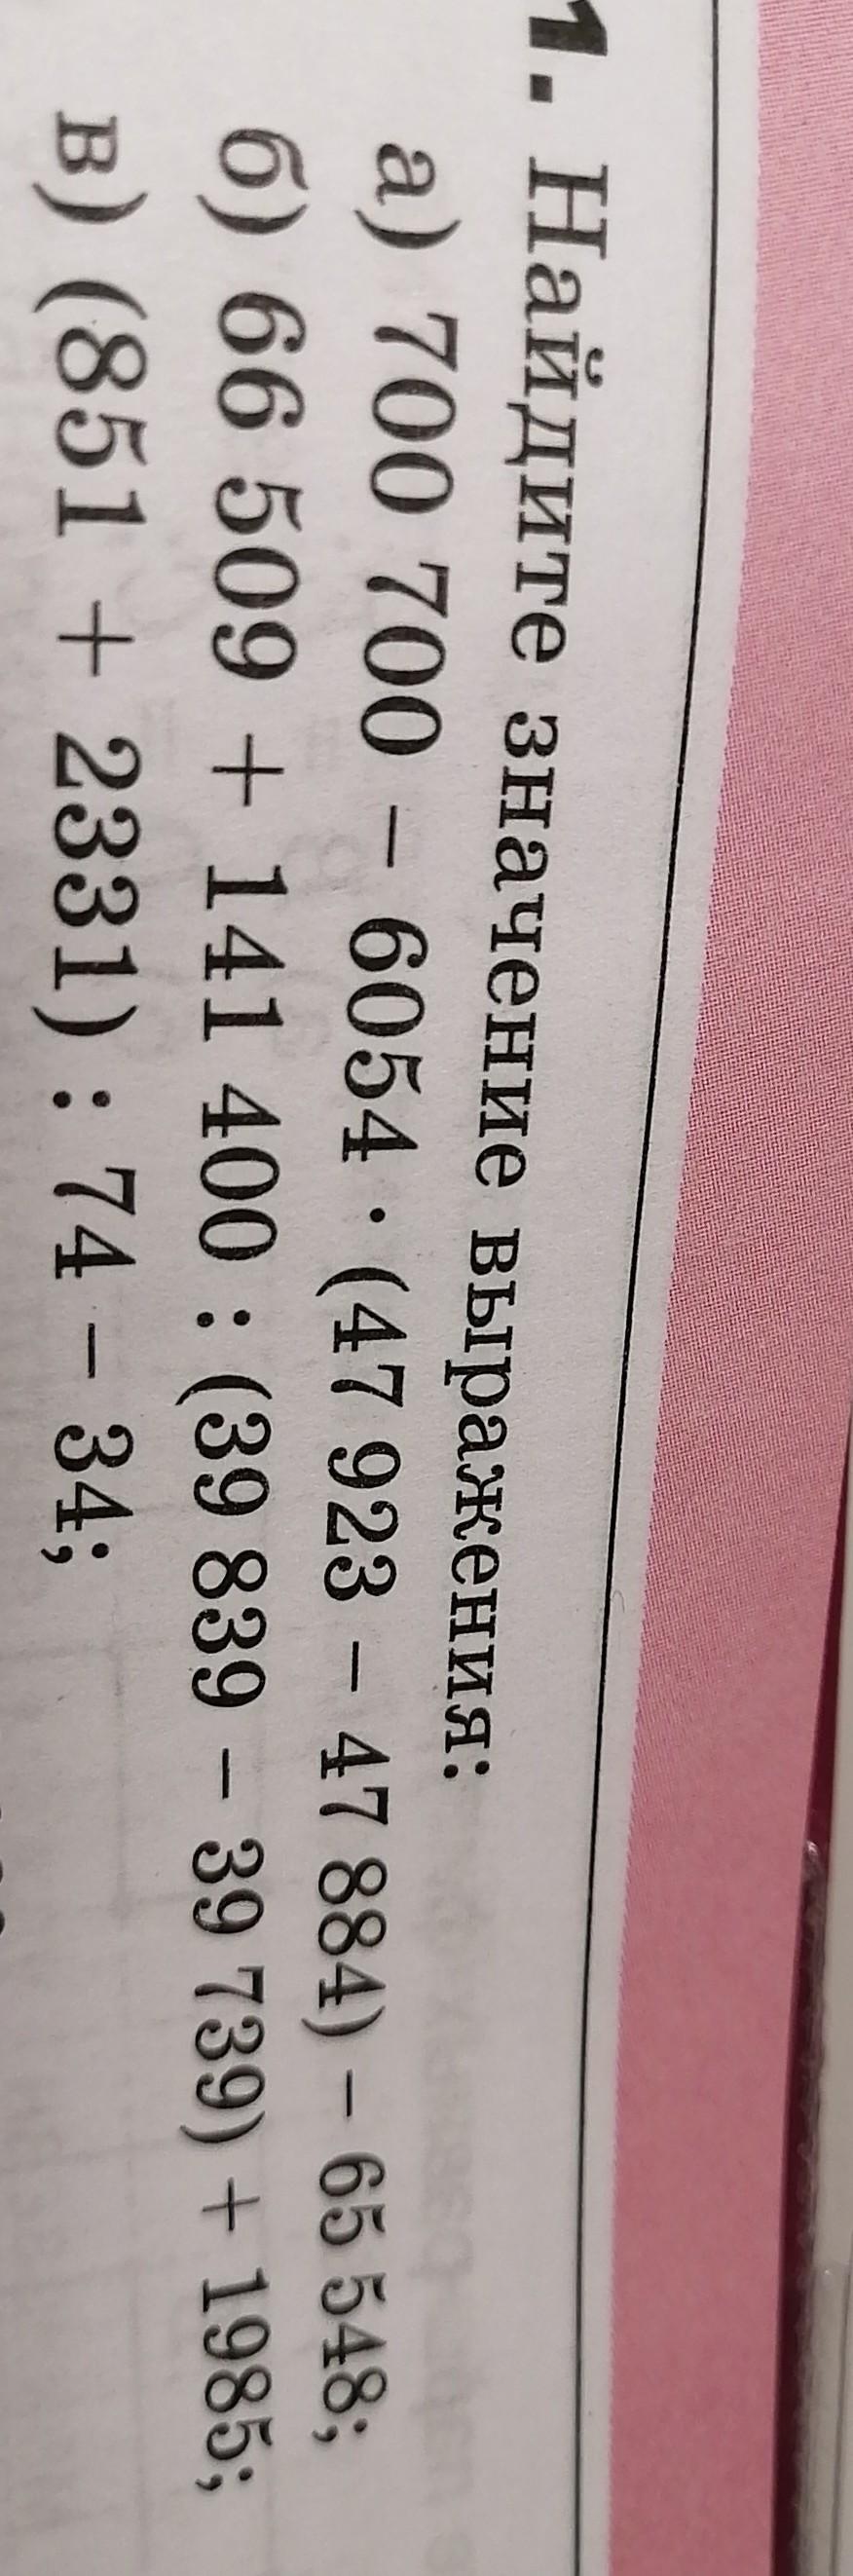 1. Найдите значение выражения:
а) 700 700 – 6054 · (47 923 – 47 884) – 65 548;
б) 66 509 + 141 400 : (39 839 – 39 739) + 1985;
в) (851 + 2331) : 74 – 34;